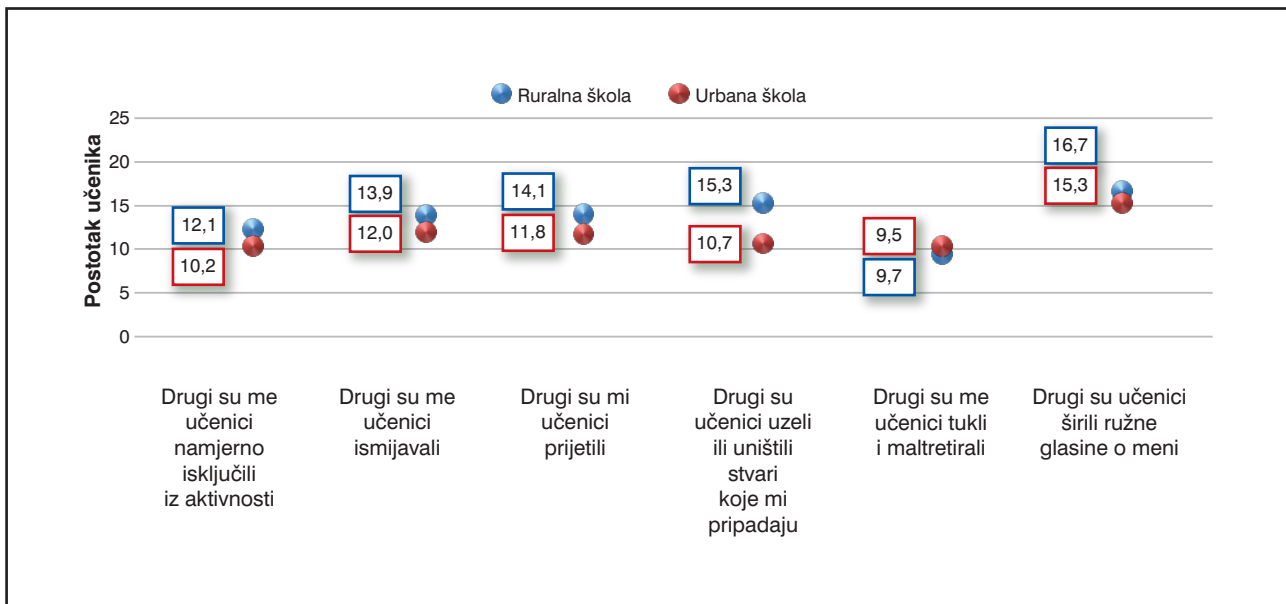 Ruralna škola
Urbana škola
Postotak učenika
25
20
15
10
5
0
12,1
10,2
13,9
12,0
14,1
11,8
15,3
10,7
9,5
9,7
16,7
15,3
Drugi su me
učenici
namjerno
isključili
iz aktivnosti
Drugi su me
učenici
ismijavali
Drugi su mi
učenici
prijetili
Drugi su
učenici uzeli
ili uništili
stvari
koje mi
pripadaju
Drugi su me
učenici tukli
i maltretirali
Drugi su učenici
širili ružne
glasine o meni